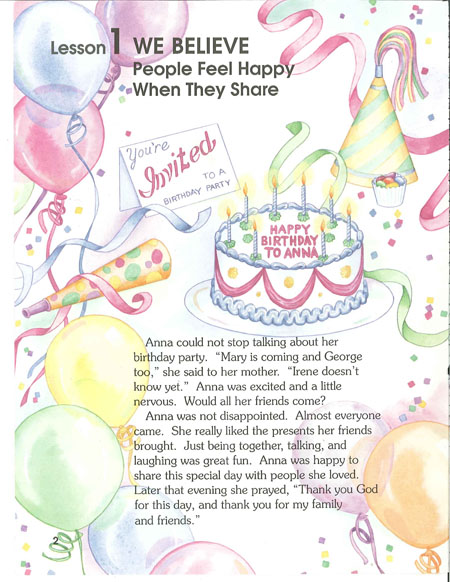 Lesson 1 WE BELIEVE
People Feel Happy
When They Share
You're
Invited
TO A
BIRTHDAY PARTY
HAPPY
BIRTHDAY
TO ANNA
Anna could not stop talking about her
birthday party. "Mary is coming and George
too," she said to her mother. "Irene doesn't
know yet." Anna was excited and a little
nervous. Would all her friends come?
Anna was not disappointed. Almost everyone
came. She really liked the presents her friends
brought. Just being together, talking, and
laughing was great fun. Anna was happy to
share this special day with people she loved.
Later that evening she prayed, "Thank you God
for this day, and thank you for my family
and friends."
2